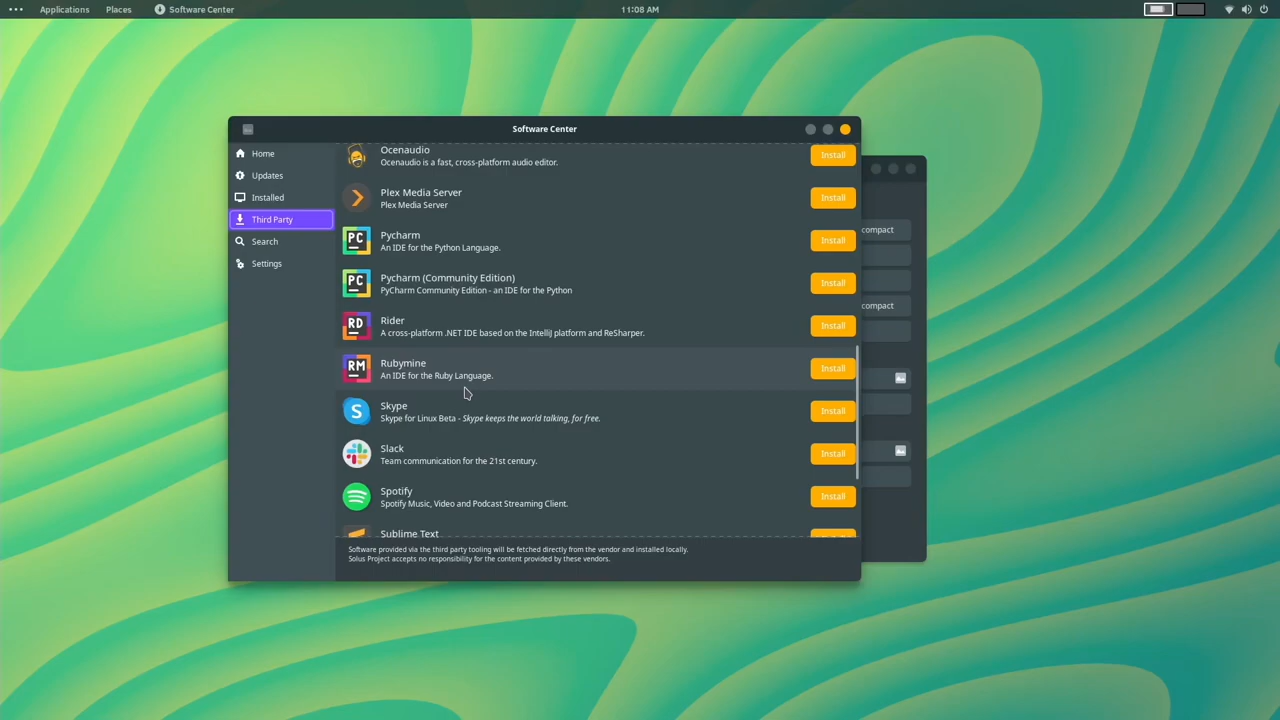 Applications Places Software Center 11:08 AM
Software Center
Home
Updates
Installed
Third Party
Search
Settings
Ocenaudio
Ocenaudio is a fast, cross-platform audio editor.
Install
Plex Media Server
Plex Media Server
Install
PC
Pycharm
An IDE for the Python Language.
Install
PC
Pycharm (Community Edition)
PyCharm Community Edition - an IDE for the Python
Install
RD
Rider
A cross-platform .NET IDE based on the IntelliJ platform and ReSharper.
Install
RM
Rubymine
An IDE for the Ruby Language.
Install
S
Skype
Skype for Linux Beta - Skype keeps the world talking, for free.
Install
Slack
Team communication for the 21st century.
Install
Spotify
Spotify Music, Video and Podcast Streaming Client.
Install
Sublime Text
Software provided via the third party tooling will be fetched directly from the vendor and installed locally.
Solus Project accepts no responsibility for the content provided by these vendors.
compact
compact